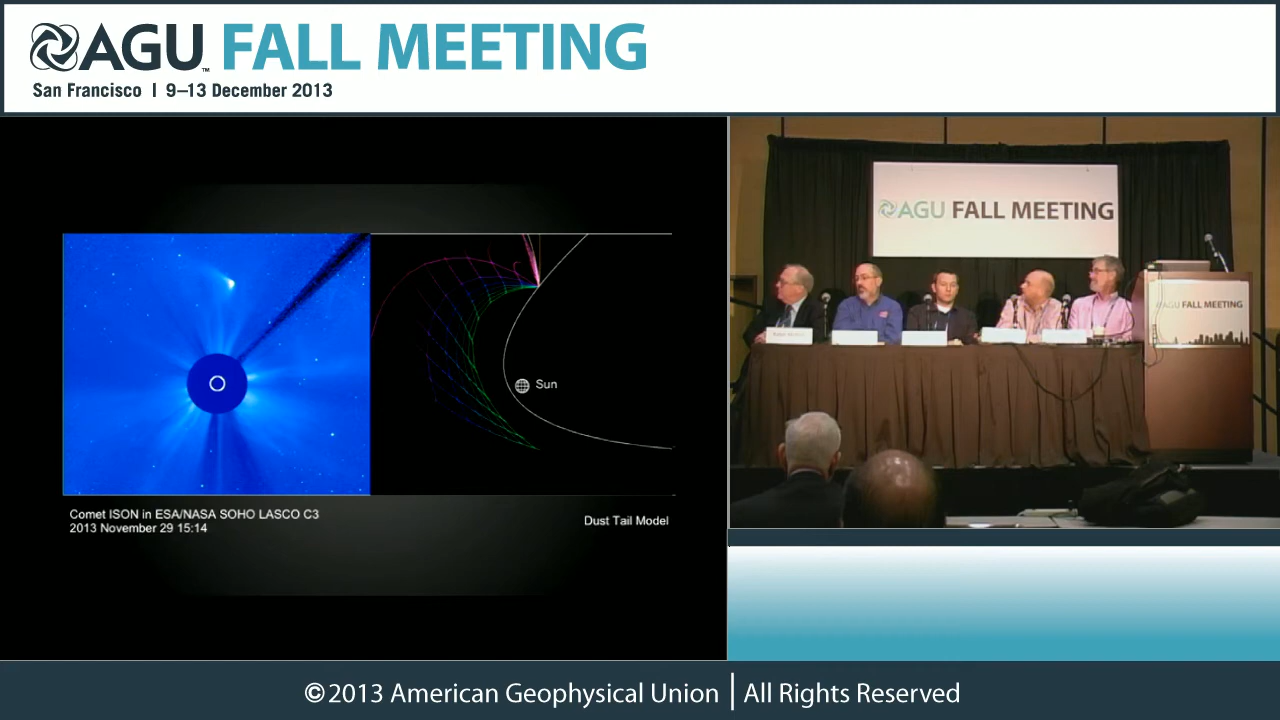 AGU FALL MEETING
San Francisco | 9–13 December 2013
Sun
Comet ISON in ESA/NASA SOHO LASCO C3
2013 November 29 15:14
Dust Tail Model
AGU FALL MEETING
AGU FALL MEETING
©2013 American Geophysical Union | All Rights Reserved